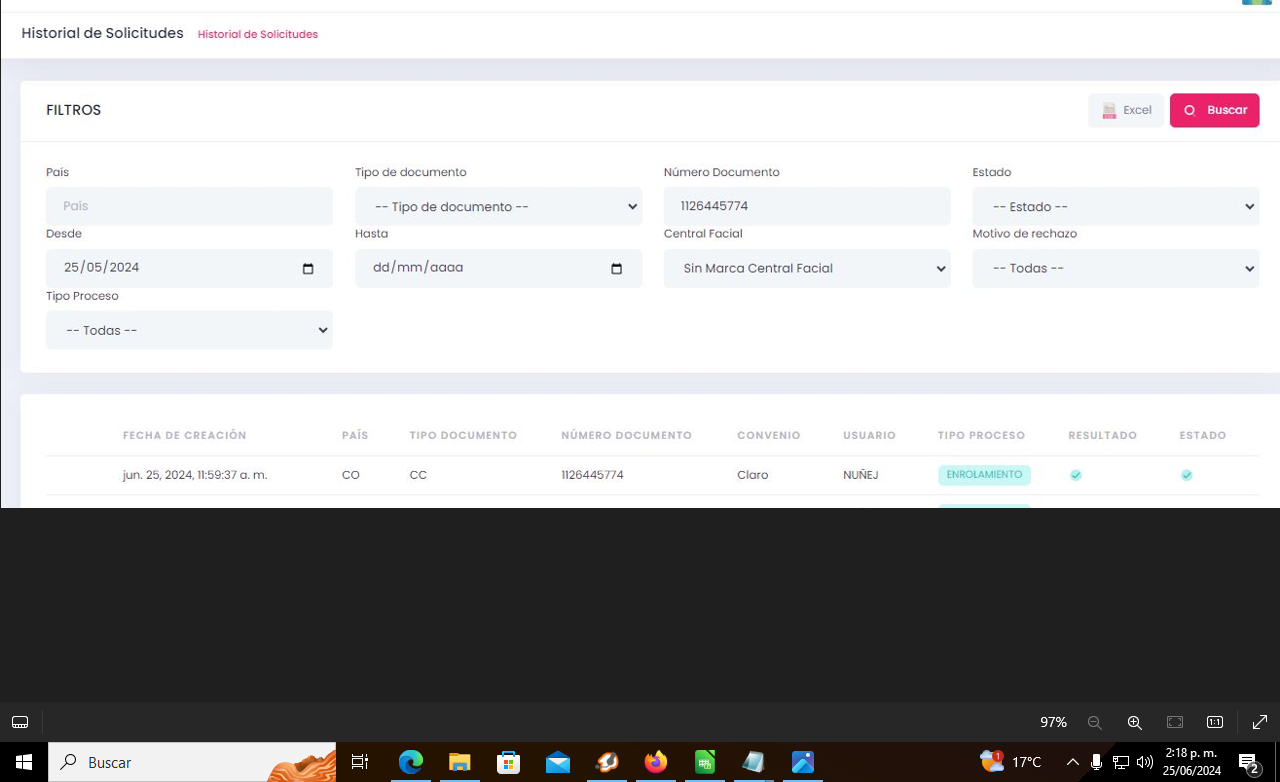 Historial de Solicitudes Historial de Solicitudes
FILTROS Excel Buscar
País Tipo de documento Número Documento Estado
País -- Tipo de documento -- 1126445774 -- Estado --
Desde Hasta Central Facial Motivo de rechazo
25/05/2024 dd/mm/aaaa Sin Marca Central Facial -- Todas --
Tipo Proceso
-- Todas --
FECHA DE CREACIÓN PAÍS TIPO DOCUMENTO NÚMERO DOCUMENTO CONVENIO USUARIO TIPO PROCESO RESULTADO ESTADO
jun. 25, 2024, 11:59:37 a. m. CO CC 1126445774 Claro NUÑEJ ENROLAMIENTO
97% 1:1
Buscar 1 17°C 2:18 p. m.
25/06/2024 2